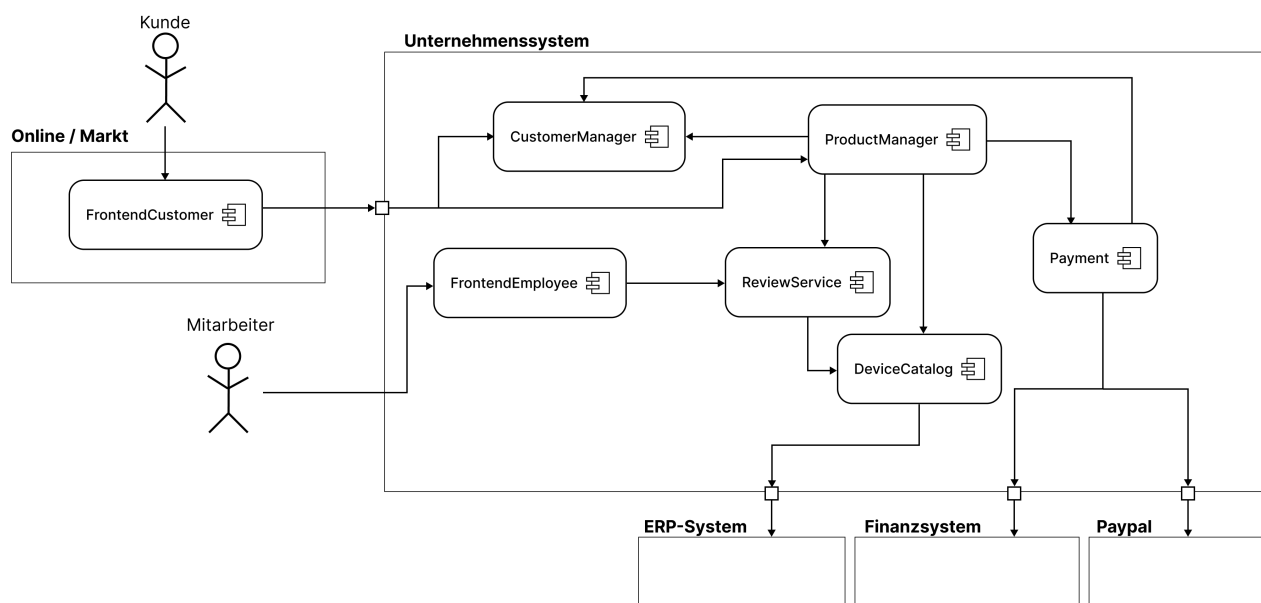 Kunde
Unternehmenssystem
Online / Markt
CustomerManager
ProductManager
FrontendCustomer
Payment
FrontendEmployee
ReviewService
Mitarbeiter
DeviceCatalog
ERP-System
Finanzsystem
Paypal